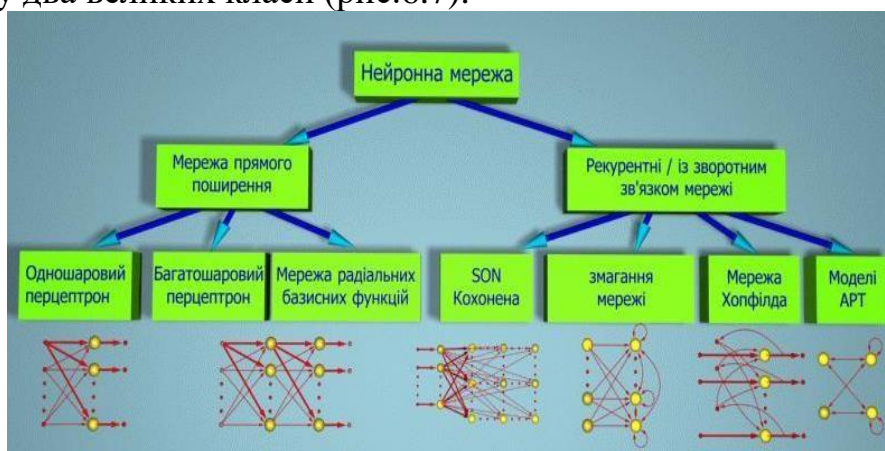 у два великих класи (рис.6.7).
Нейронна мережа
Мережа прямого
поширення
Рекурентні / із зворотним
зв'язком мережі
Одношаровий
перцептрон
Багатошаровий
перцептрон
Мережа радіальних
базисних функцій
SON
Кохонена
змагання
мережі
Мережа
Хопфілда
Моделі
АРТ